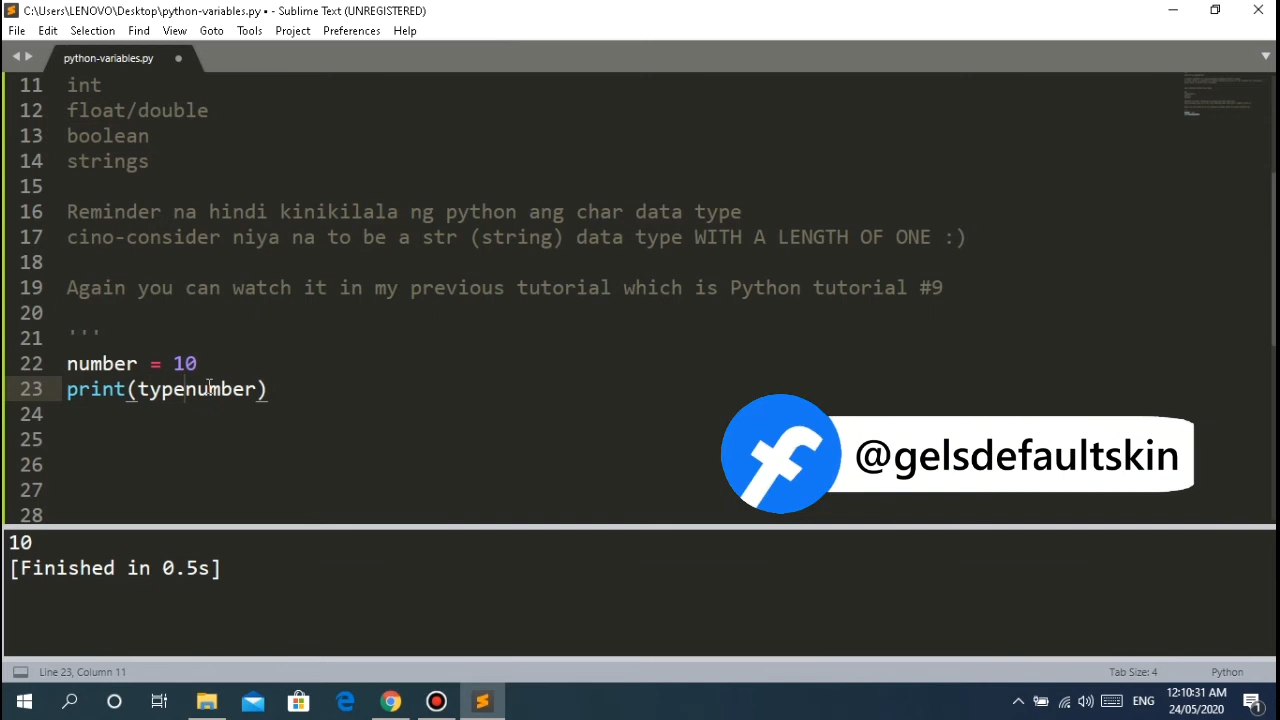 C:\Users\LENOVO\Desktop\python-variables.py • - Sublime Text (UNREGISTERED)
File Edit Selection Find View Goto Tools Project Preferences Help
python-variables.py
11 int
12 float/double
13 boolean
14 strings
15
16 Reminder na hindi kinikilala ng python ang char data type
17 cino-consider niya na to be a str (string) data type WITH A LENGTH OF ONE :)
18
19 Again you can watch it in my previous tutorial which is Python tutorial #9
20
21 '''
22 number = 10
23 print(typenumber)
24
25
26
27
28
@gelsdefaultskin
10
[Finished in 0.5s]
Line 23, Column 11 Tab Size: 4 Python
ENG 12:10:31 AM
24/05/2020
1